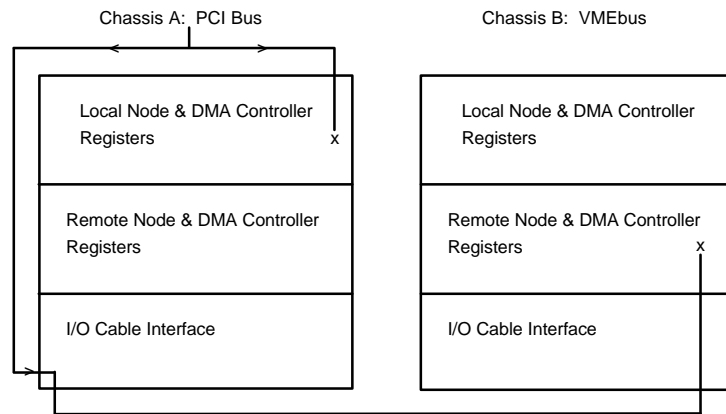 Chassis A: PCI Bus
Chassis B: VMEbus
Local Node & DMA Controller
Registers
x
Remote Node & DMA Controller
Registers
I/O Cable Interface
Local Node & DMA Controller
Registers
Remote Node & DMA Controller
Registers
x
I/O Cable Interface